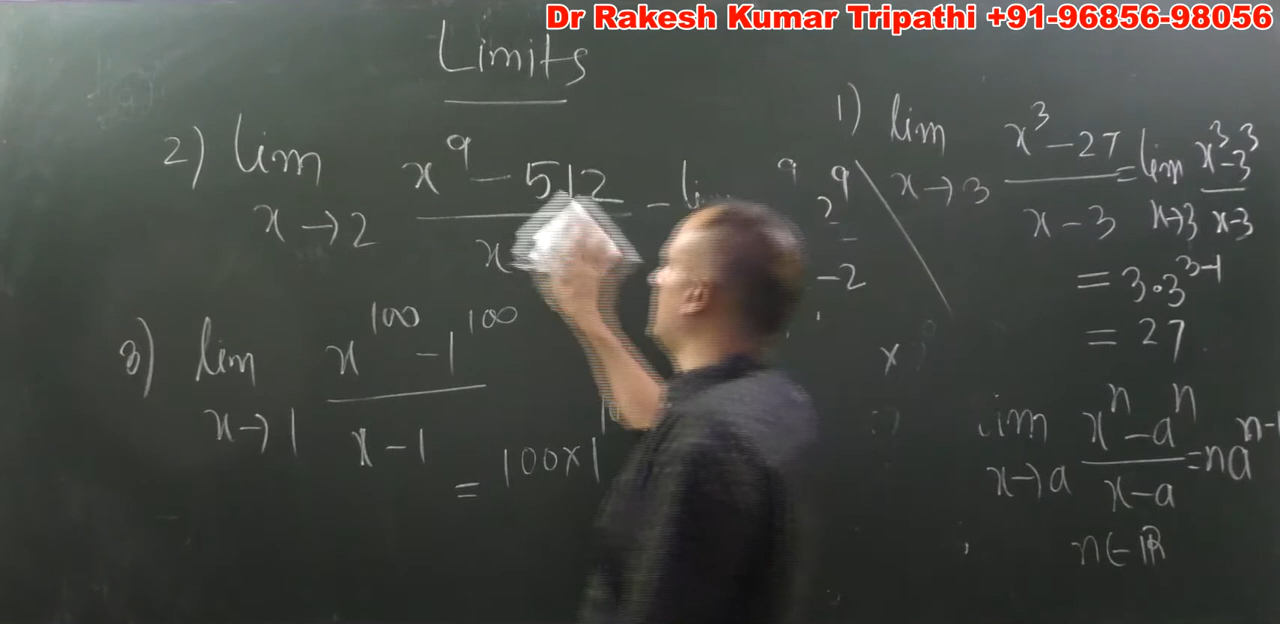 Dr Rakesh Kumar Tripathi +91-96856-98056
Limits
2) lim x→2 x^9 - 512
3) lim x→1 x^100 - 1^100 / x - 1
= 100×1
1) lim x→3 x^3 - 27 / x - 3 = lim x→3 x^3 - 3^3 / x - 3
= 3·3^3-1
= 27
lim x→a x^n - a^n / x - a = na^n-1
n∈ℝ